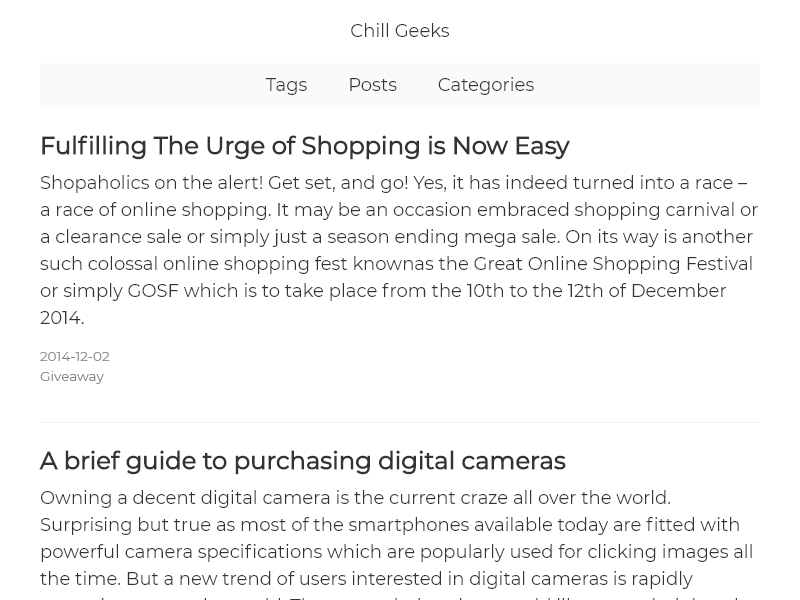 Chill Geeks
Tags Posts Categories
Fulfilling The Urge of Shopping is Now Easy
Shopaholics on the alert! Get set, and go! Yes, it has indeed turned into a race –
a race of online shopping. It may be an occasion embraced shopping carnival or
a clearance sale or simply just a season ending mega sale. On its way is another
such colossal online shopping fest knownas the Great Online Shopping Festival
or simply GOSF which is to take place from the 10th to the 12th of December
2014.
2014-12-02
Giveaway
A brief guide to purchasing digital cameras
Owning a decent digital camera is the current craze all over the world.
Surprising but true as most of the smartphones available today are fitted with
powerful camera specifications which are popularly used for clicking images all
the time. But a new trend of users interested in digital cameras is rapidly